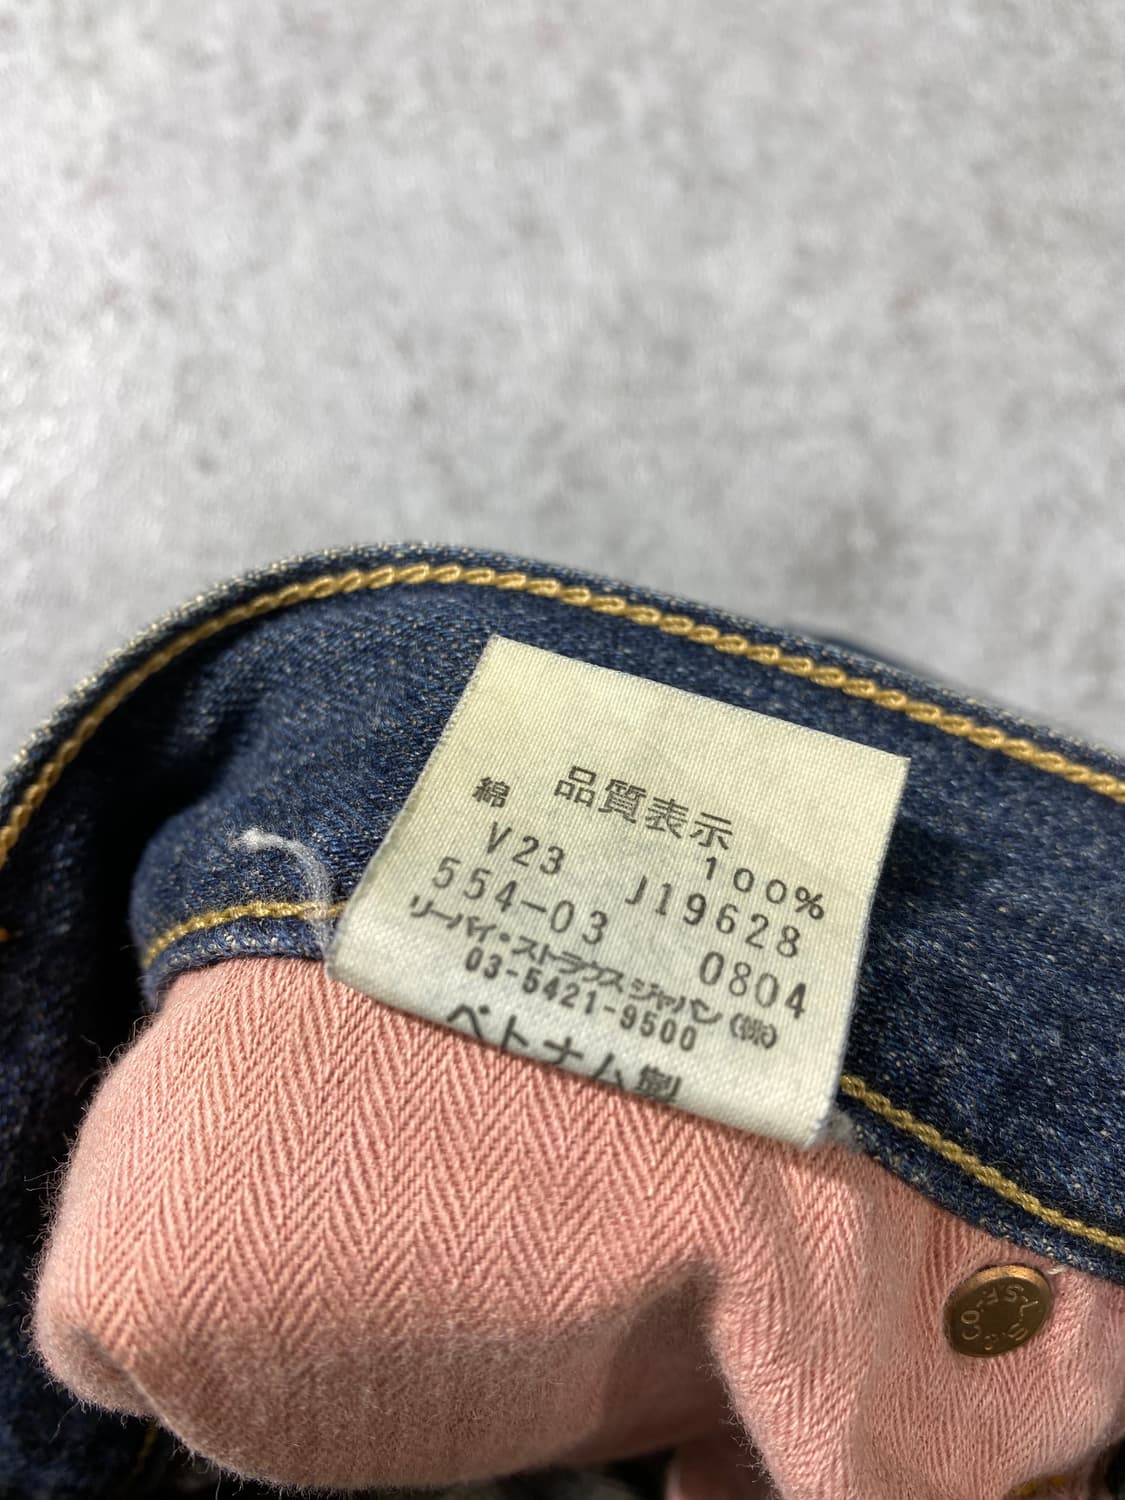 品質表示
綿 100%
V23 J19628
554-03 0804
リーバイ・ストラウス ジャパン(株)
03-5421-9500
ベトナム製
L.S.& CO-S.F.